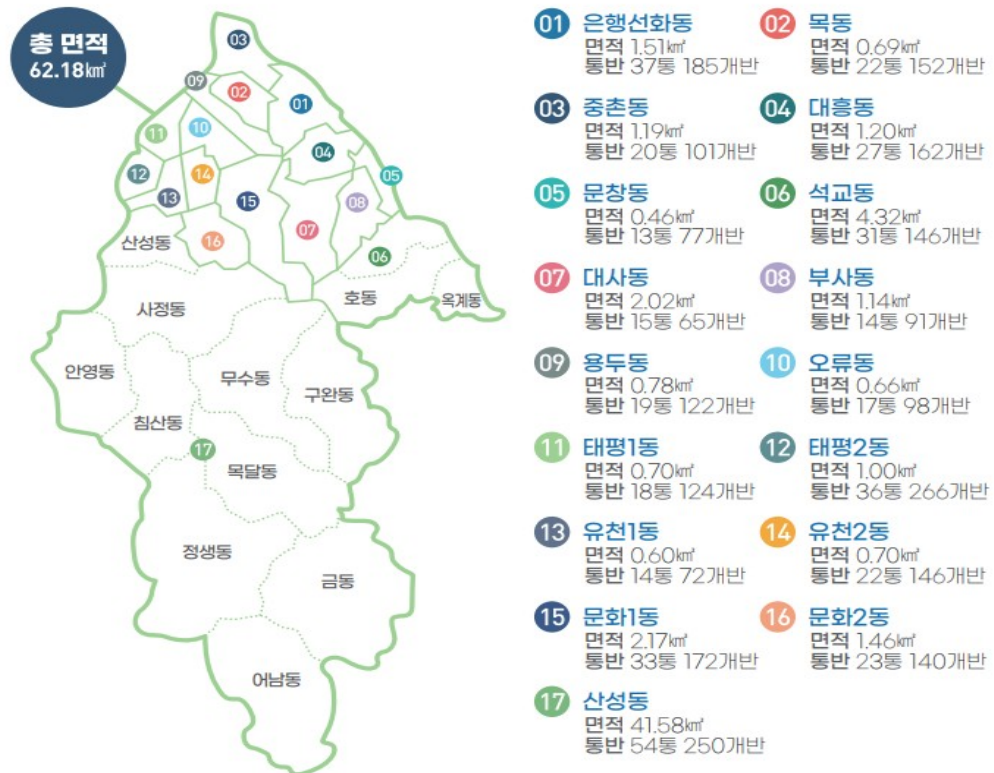 총 면적
62.18㎢
03
09
02
01
11
10
04
12
14
05
13
15
08
07
16
산성동
06
호동
옥계동
사정동
안영동
무수동
구완동
침산동
17
목달동
정생동
금동
어남동
01 은행선화동
면적 1.51㎢
통반 37통 185개반
02 목동
면적 0.69㎢
통반 22통 152개반
03 중촌동
면적 1.19㎢
통반 20통 101개반
04 대흥동
면적 1.20㎢
통반 27통 162개반
05 문창동
면적 0.46㎢
통반 13통 77개반
06 석교동
면적 4.32㎢
통반 31통 146개반
07 대사동
면적 2.02㎢
통반 15통 65개반
08 부사동
면적 1.14㎢
통반 14통 91개반
09 용두동
면적 0.78㎢
통반 19통 122개반
10 오류동
면적 0.66㎢
통반 17통 98개반
11 태평1동
면적 0.70㎢
통반 18통 124개반
12 태평2동
면적 1.00㎢
통반 36통 266개반
13 유천1동
면적 0.60㎢
통반 14통 72개반
14 유천2동
면적 0.70㎢
통반 22통 146개반
15 문화1동
면적 2.17㎢
통반 33통 172개반
16 문화2동
면적 1.46㎢
통반 23통 140개반
17 산성동
면적 41.58㎢
통반 54통 250개반